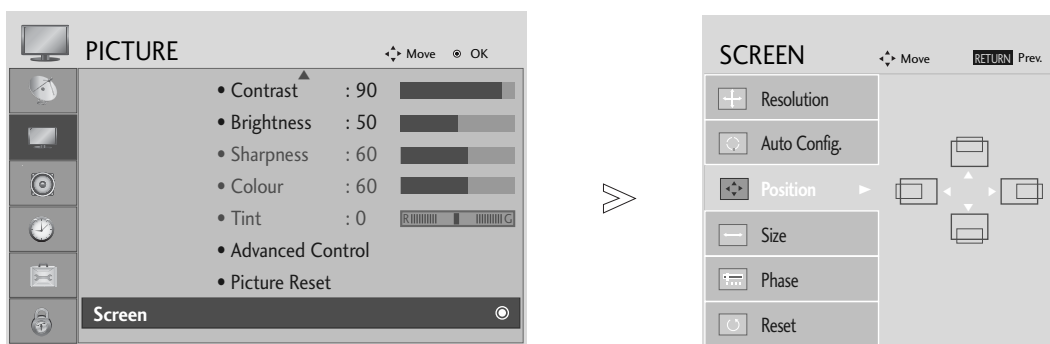 PICTURE
Move OK
• Contrast : 90
• Brightness : 50
• Sharpness : 60
• Colour : 60
• Tint : 0 R G
• Advanced Control
• Picture Reset
Screen
SCREEN
Move RETURN Prev.
Resolution
Auto Config.
Position
Size
Phase
Reset